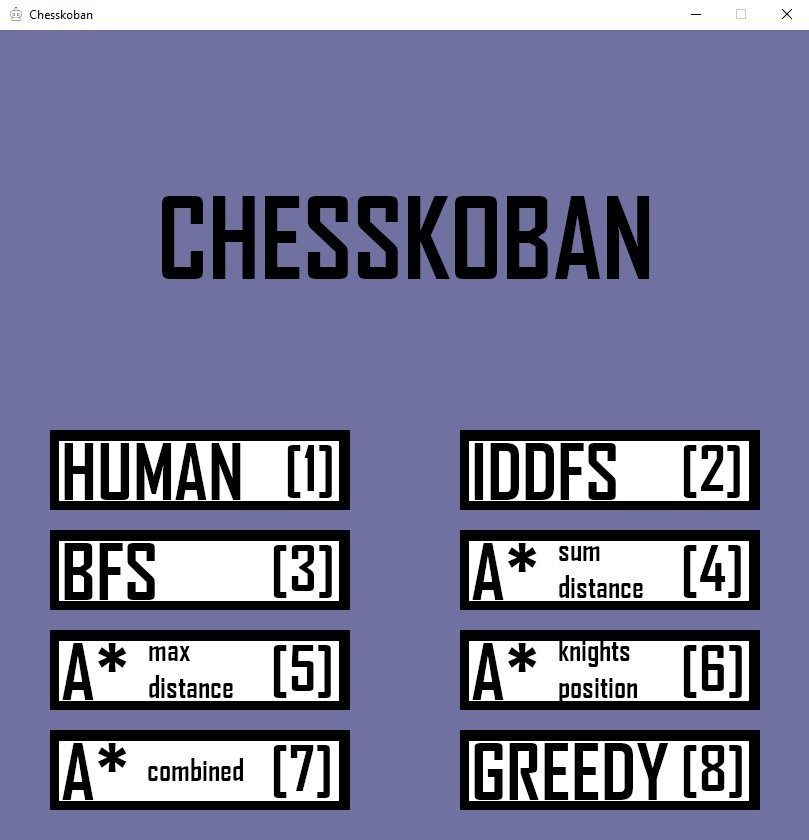 Chesskoban
CHESSKOBAN
HUMAN [1]
IDDFS [2]
BFS [3]
A* sum
distance [4]
A* max
distance [5]
A* knights
position [6]
A* combined [7]
GREEDY [8]